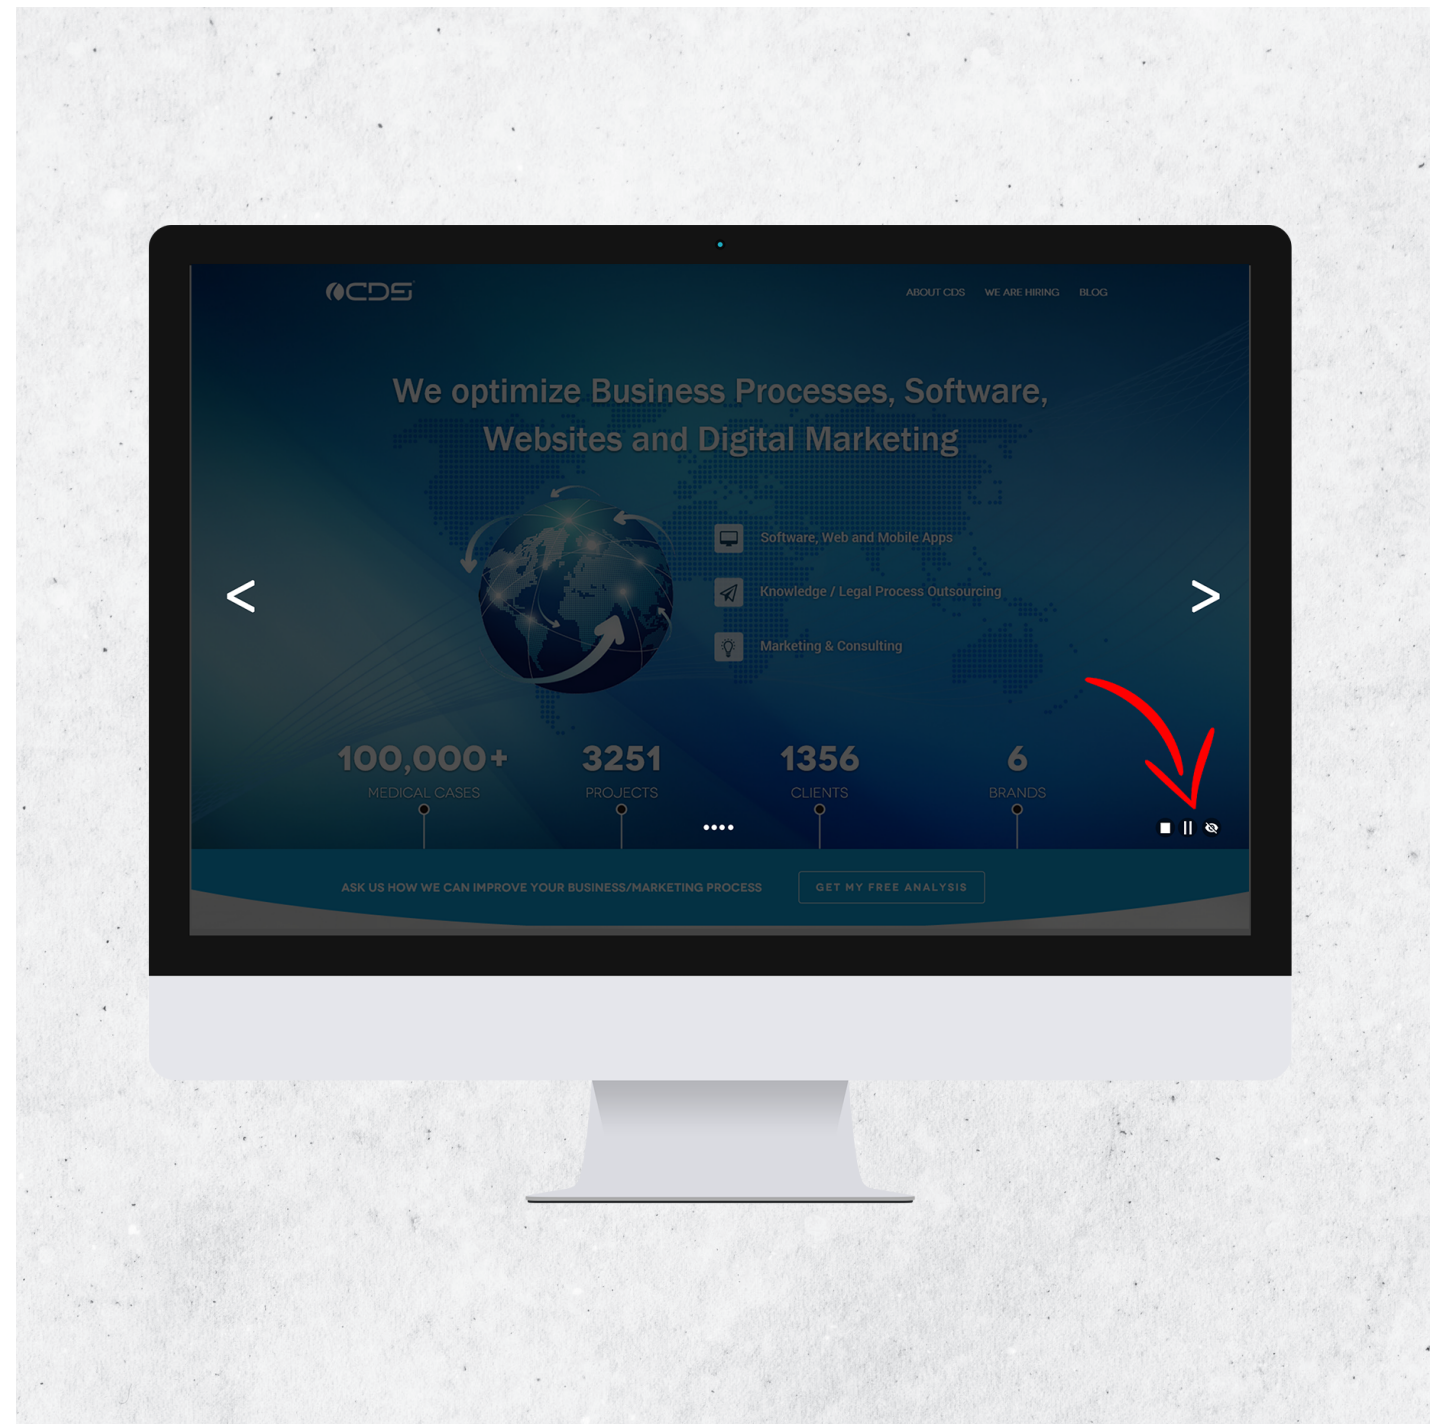 CDS
ABOUT CDS WE ARE HIRING BLOG
We optimize Business Processes, Software,
Websites and Digital Marketing
Software, Web and Mobile Apps
Knowledge / Legal Process Outsourcing
Marketing & Consulting
< >
100,000+ 3251 1356 6
MEDICAL CASES PROJECTS CLIENTS BRANDS
ASK US HOW WE CAN IMPROVE YOUR BUSINESS/MARKETING PROCESS GET MY FREE ANALYSIS